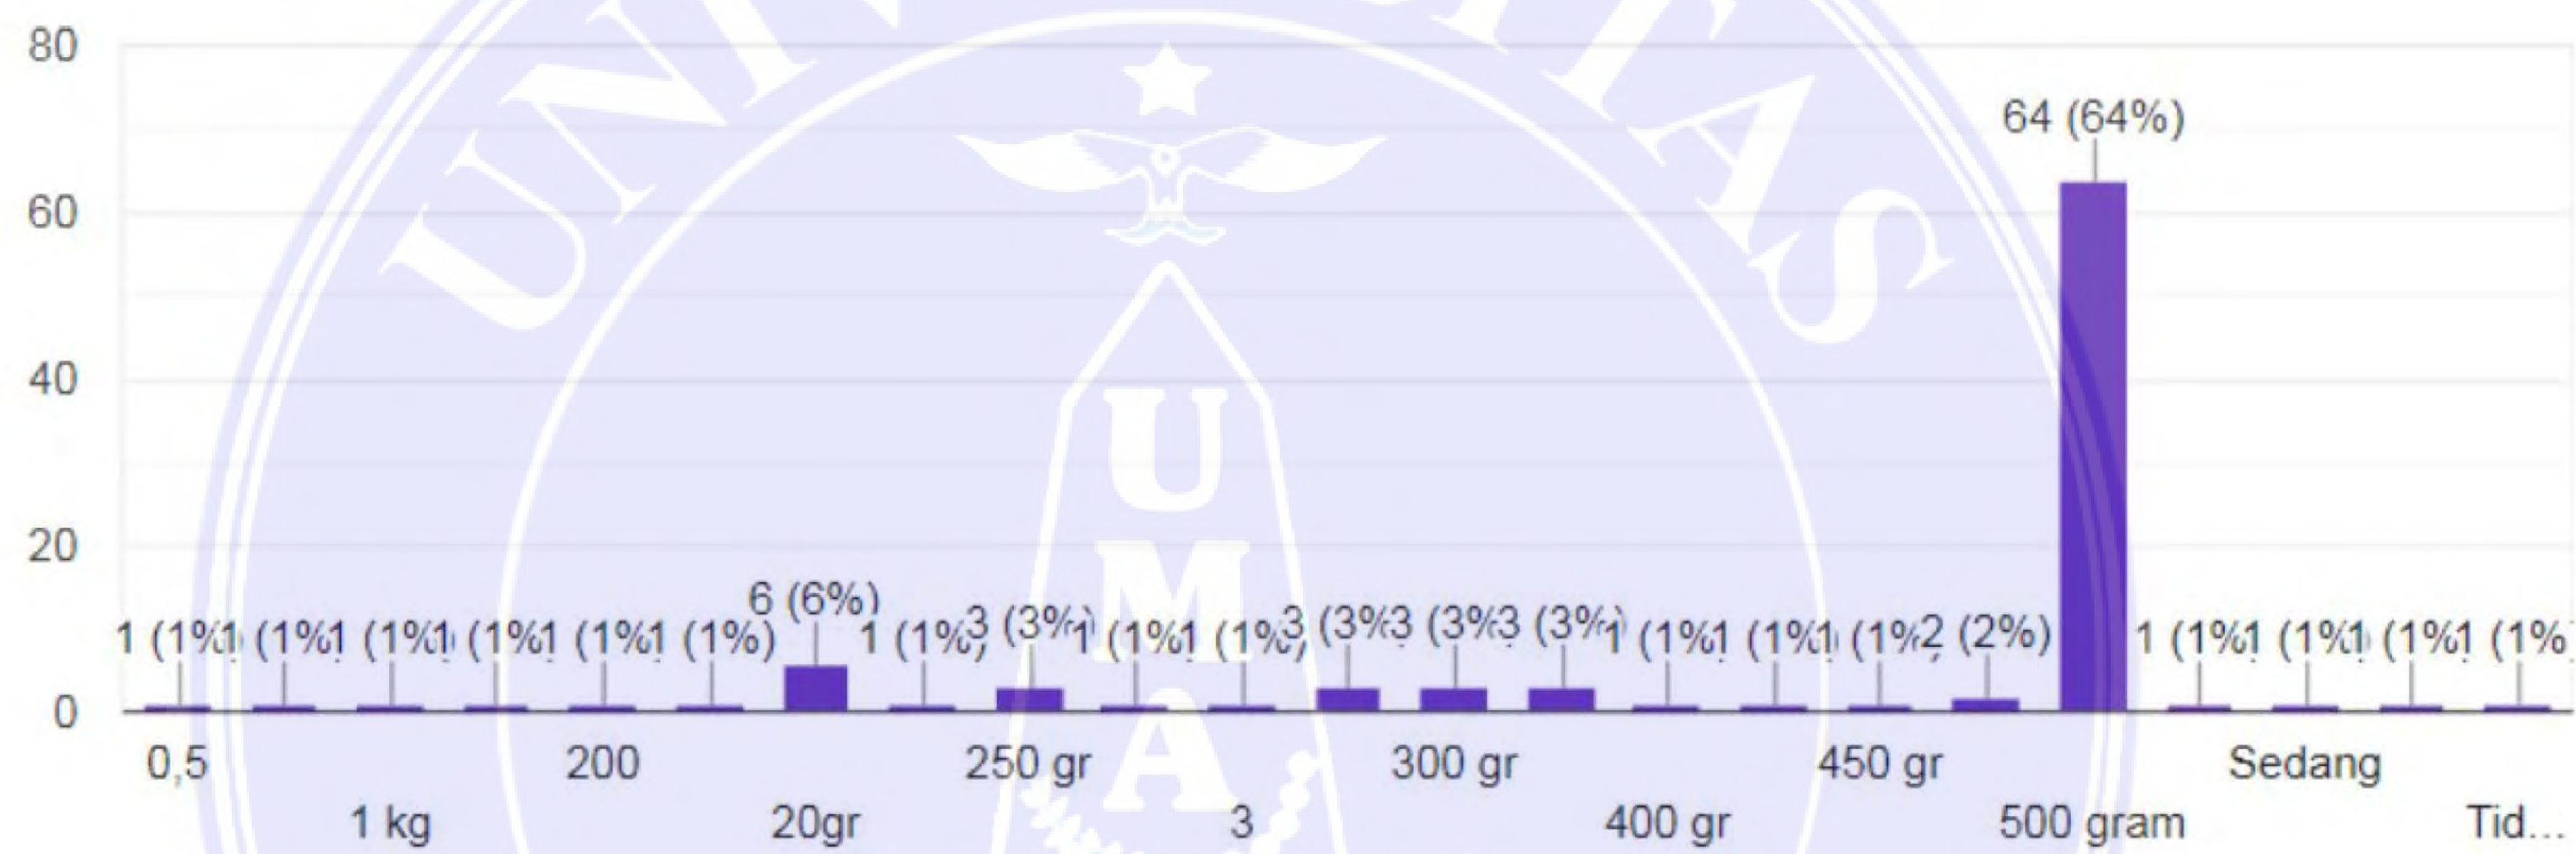 UNIV
ITAS
80
64 (64%)
60
40
U
M
A
20
6 (6%)
1 (1%) 1 (1%) 1 (1%) 1 (1%) 1 (1%) 1 (1%) 1 (1%) 3 (3%) 1 (1%) 1 (1%) 3 (3%) 3 (3%) 3 (3%) 1 (1%) 1 (1%) 1 (1%) 2 (2%) 1 (1%) 1 (1%) 1 (1%) 1 (1%)
0
0,5 200 250 gr 300 gr 450 gr Sedang
1 kg 20gr 3 400 gr 500 gram Tid...